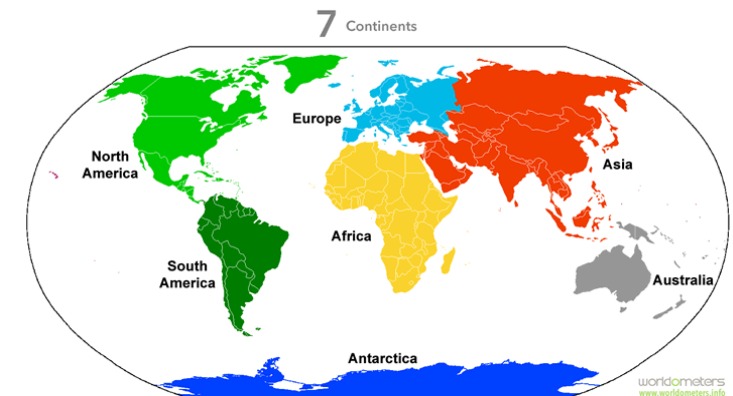 7 Continents
Europe
North
America
Asia
Africa
South
America
Australia
Antarctica
worldometers
www.worldometers.info